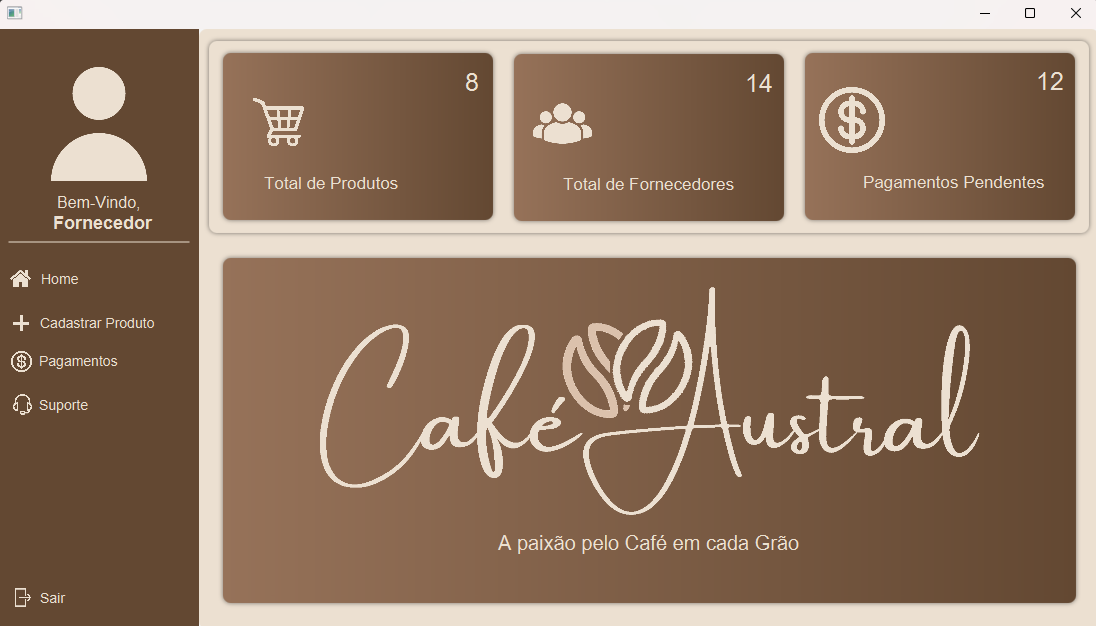 Bem-Vindo,
Fornecedor
Home
Cadastrar Produto
Pagamentos
Suporte
Sair
8
Total de Produtos
14
Total de Fornecedores
12
Pagamentos Pendentes
Café Austral
A paixão pelo Café em cada Grão